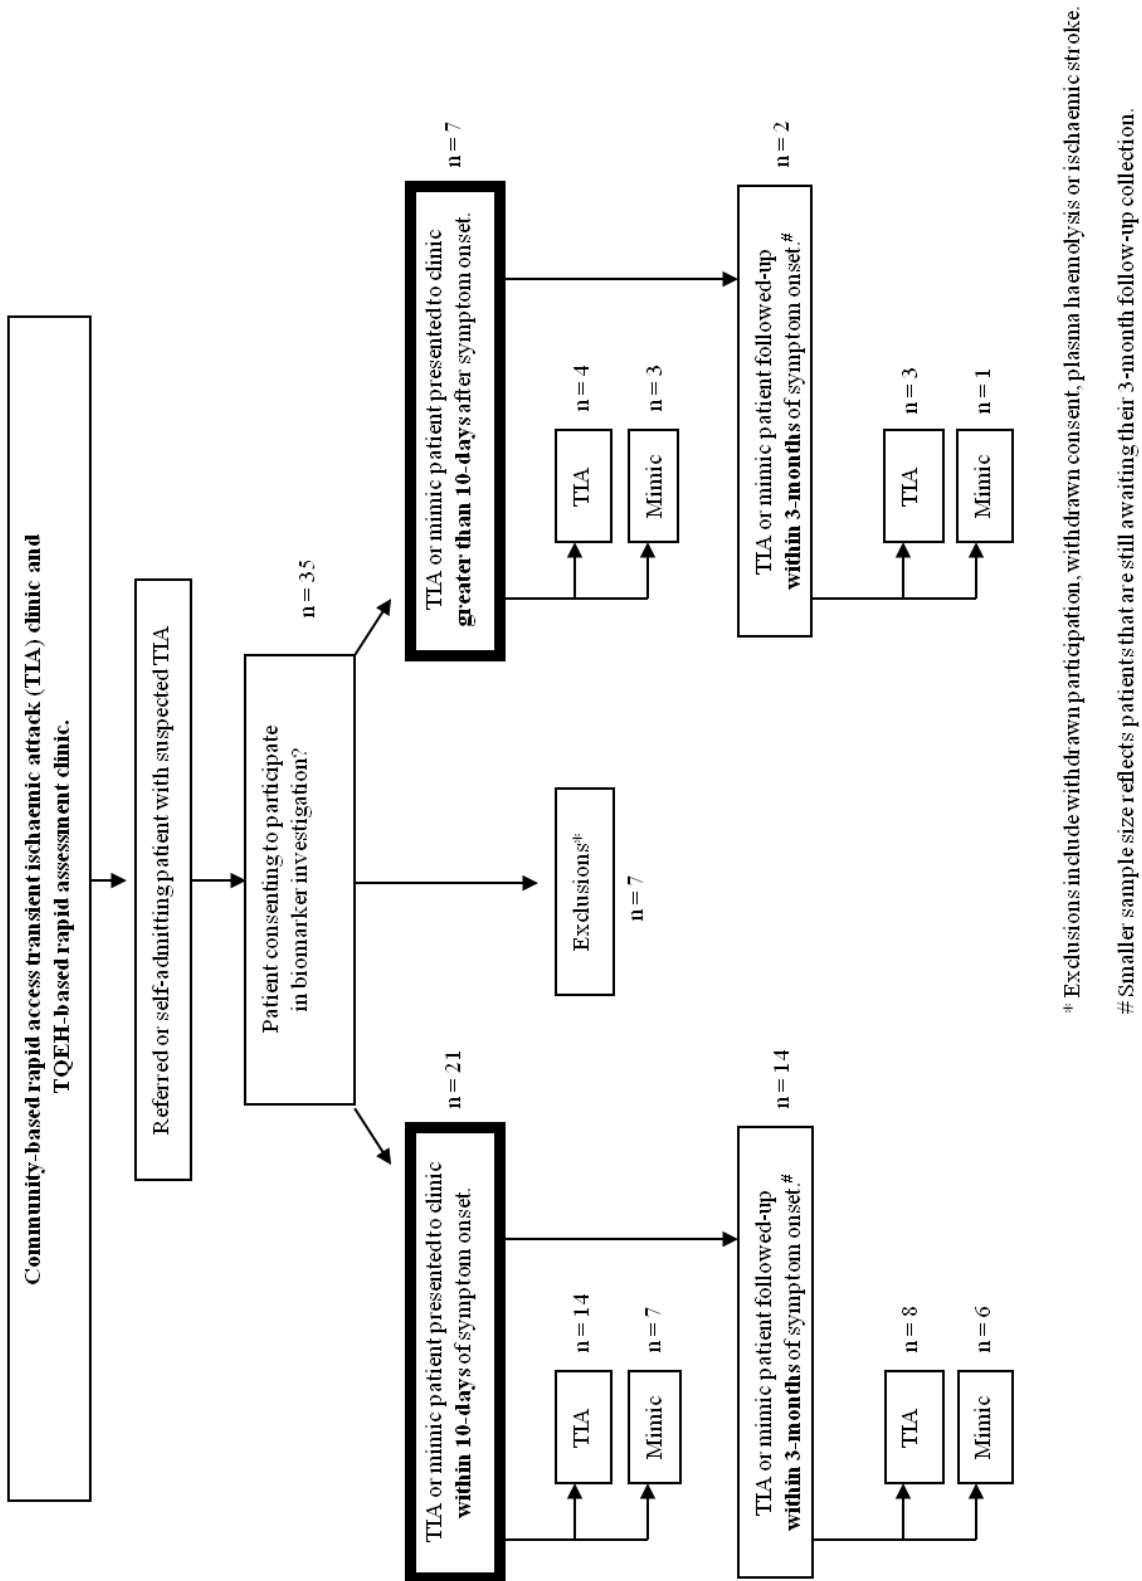 Community-based rapid access transient ischaemic attack (TIA) clinic and
TQEH-based rapid assessment clinic.
Referred or self-admitting patient with suspected TIA
Patient consenting to participate
in biomarker investigation?
n = 35
TIA or mimic patient presented to clinic
within 10-days of symptom onset.
n = 21
TIA
n = 14
Mimic
n = 7
TIA or mimic patient followed-up
within 3-months of symptom onset.#
n = 14
TIA
n = 8
Mimic
n = 6
Exclusions*
n = 7
TIA or mimic patient presented to clinic
greater than 10-days after symptom onset.
n = 7
TIA
n = 4
Mimic
n = 3
TIA or mimic patient followed-up
within 3-months of symptom onset.#
n = 2
TIA
n = 3
Mimic
n = 1
* Exclusions include withdrawn participation, withdrawn consent, plasma haemolysis or ischaemic stroke.
# Smaller sample size reflects patients that are still awaiting their 3-month follow-up collection.